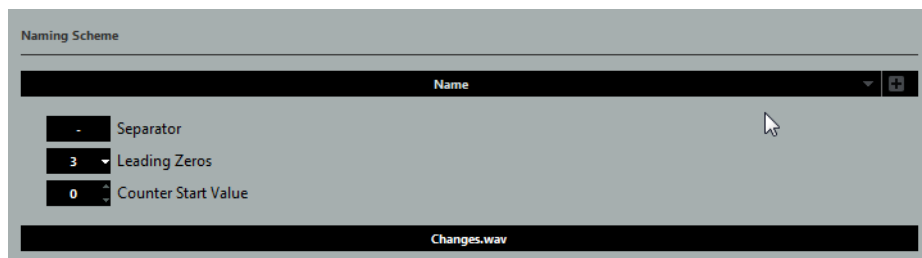 Naming Scheme
Name
- Separator
3 Leading Zeros
0 Counter Start Value
Changes.wav